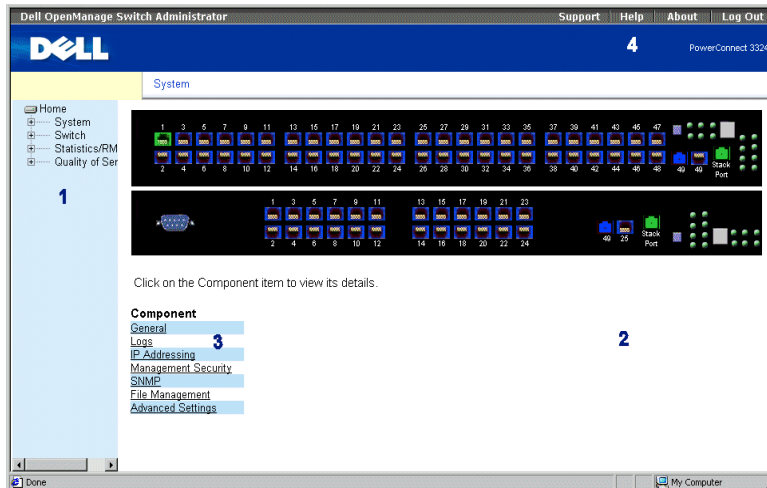 Dell OpenManage Switch Administrator Support Help About Log Out
DELL 4 PowerConnect 3324
System
Home
System
Switch
Statistics/RM
Quality of Ser
1
1 3 5 7 9 11 13 15 17 19 21 23 25 27 29 31 33 35 37 39 41 43 45 47
2 4 6 8 10 12 14 16 18 20 22 24 26 28 30 32 34 36 38 40 42 44 46 48 49 49 Stack Port
1 3 5 7 9 11 13 15 17 19 21 23
2 4 6 8 10 12 14 16 18 20 22 24 49 25 Stack Port
Click on the Component item to view its details.
Component
General
Logs
3
2
IP Addressing
Management Security
SNMP
File Management
Advanced Settings
Done My Computer